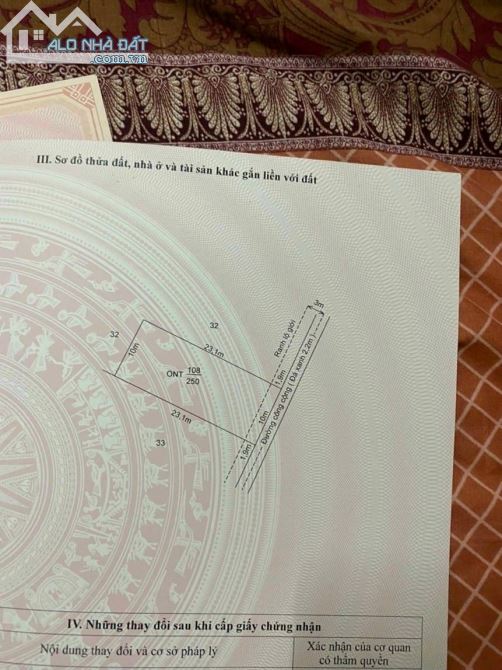 ALO NHÀ ĐẤT
.com.vn
III. Sơ đồ thửa đất, nhà ở và tài sản khác gắn liền với đất
3m
32
32
Ranh lộ giới
23,1m
10m
1,9m
ONT 108
250
Đường công cộng ( Đá xanh 2,2m )
10m
23,1m
33
1,9m
IV. Những thay đổi sau khi cấp giấy chứng nhận
Nội dung thay đổi và cơ sở pháp lý
Xác nhận của cơ quan
có thẩm quyền